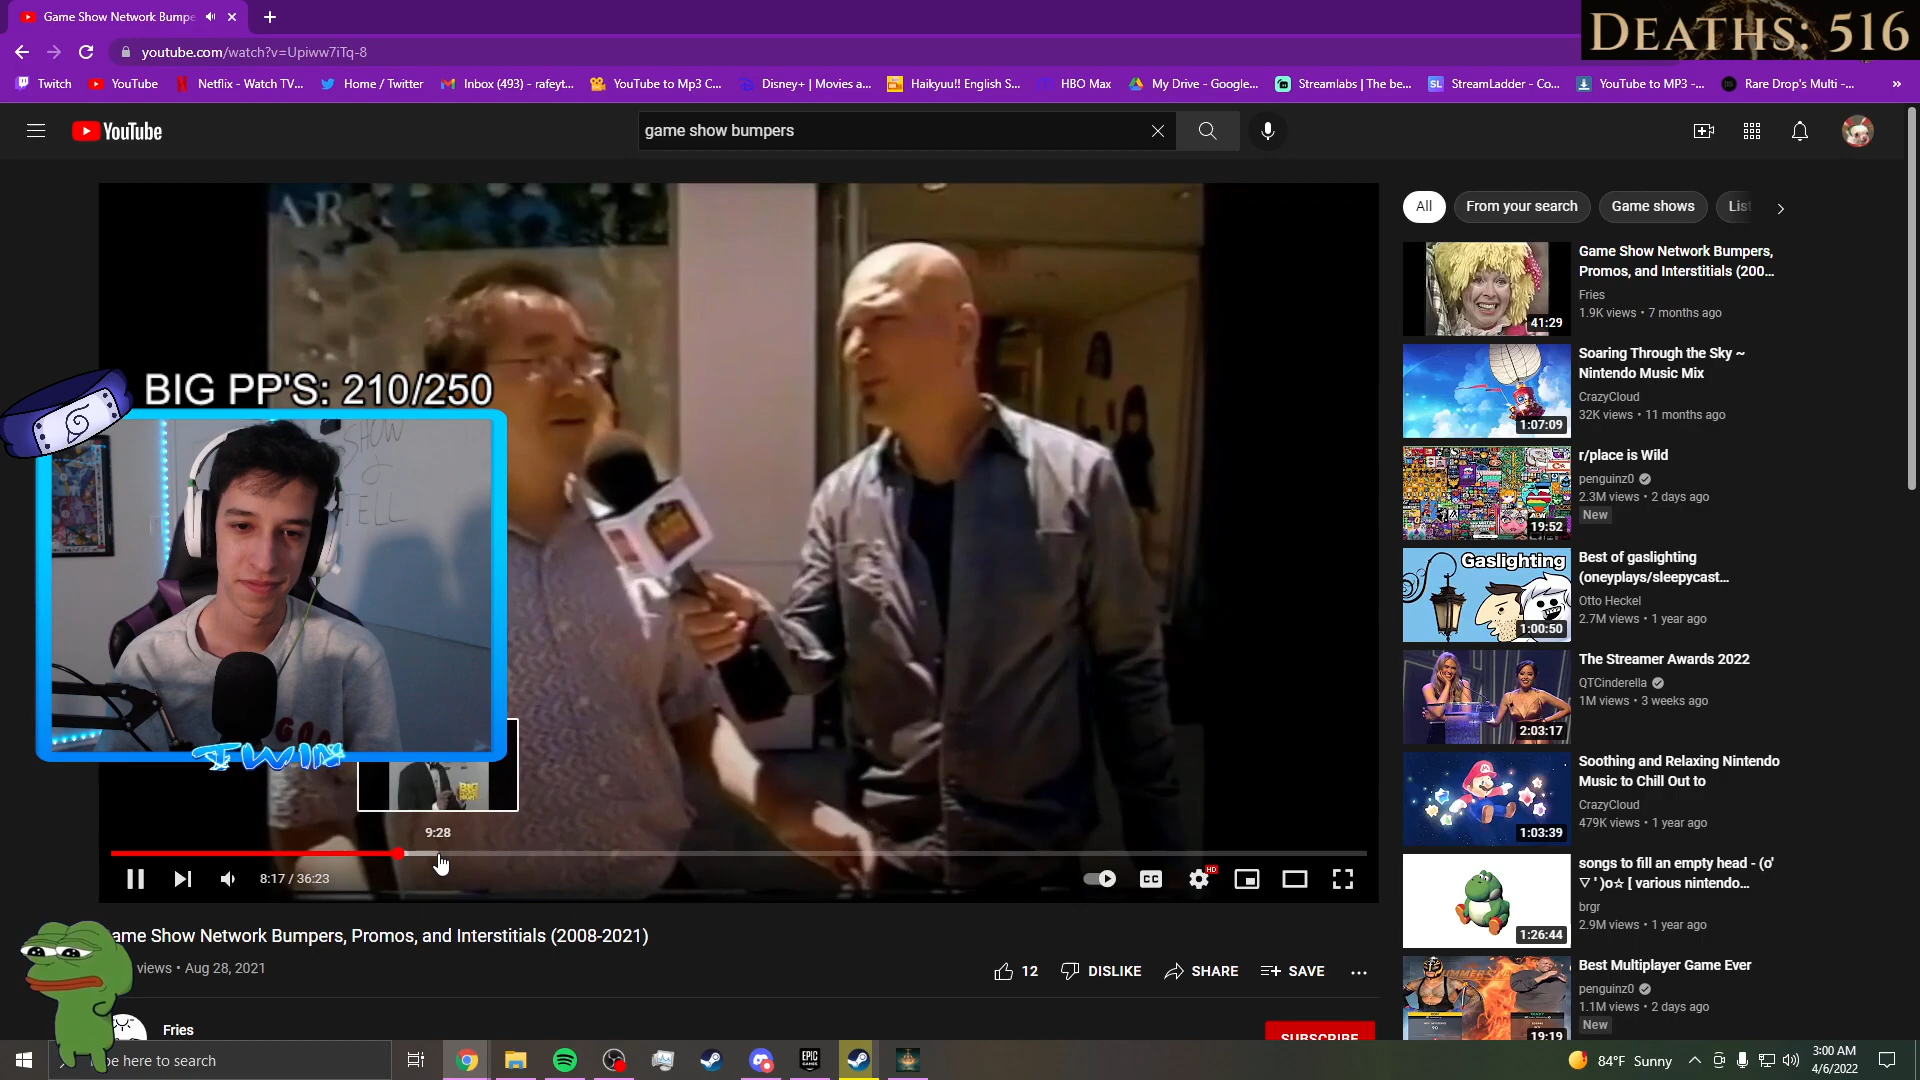 Game Show Network Bumpe
DEATHS: 516
youtube.com/watch?v=Upiww7iTq-8
Twitch
YouTube
Netflix - Watch TV...
Home / Twitter
Inbox (493) - rafeyt...
YouTube to Mp3 C...
Disney+ | Movies a...
Haikyuu!! English S...
HBO Max
My Drive - Google...
Streamlabs | The be...
StreamLadder - Co...
YouTube to MP3 -...
Rare Drop's Multi -...
»
YouTube
game show bumpers
AR
All
From your search
Game shows
List
Game Show Network Bumpers,
Promos, and Interstitials (200...
Fries
1.9K views • 7 months ago
41:29
Soaring Through the Sky ~
Nintendo Music Mix
CrazyCloud
32K views • 11 months ago
1:07:09
r/place is Wild
penguinz0
2.3M views • 2 days ago
New
19:52
Gaslighting
Best of gaslighting
(oneyplays/sleepycast...
Otto Heckel
2.7M views • 1 year ago
1:00:50
The Streamer Awards 2022
QTCinderella
1M views • 3 weeks ago
2:03:17
Soothing and Relaxing Nintendo
Music to Chill Out to
CrazyCloud
479K views • 1 year ago
1:03:39
songs to fill an empty head - (o'
▽ ' )o☆ [ various nintendo...
brgr
2.9M views • 1 year ago
1:26:44
Best Multiplayer Game Ever
penguinz0
1.1M views • 2 days ago
New
19:19
BIG PP'S: 210/250
SHOW
&
TELL
TWIN
BIG
9:28
8:17 / 36:23
CC
HD
ame Show Network Bumpers, Promos, and Interstitials (2008-2021)
views • Aug 28, 2021
12
DISLIKE
SHARE
SAVE
Fries
SUBSCRIBE
pe here to search
EPIC
GAMES
84°F Sunny
3:00 AM
4/6/2022